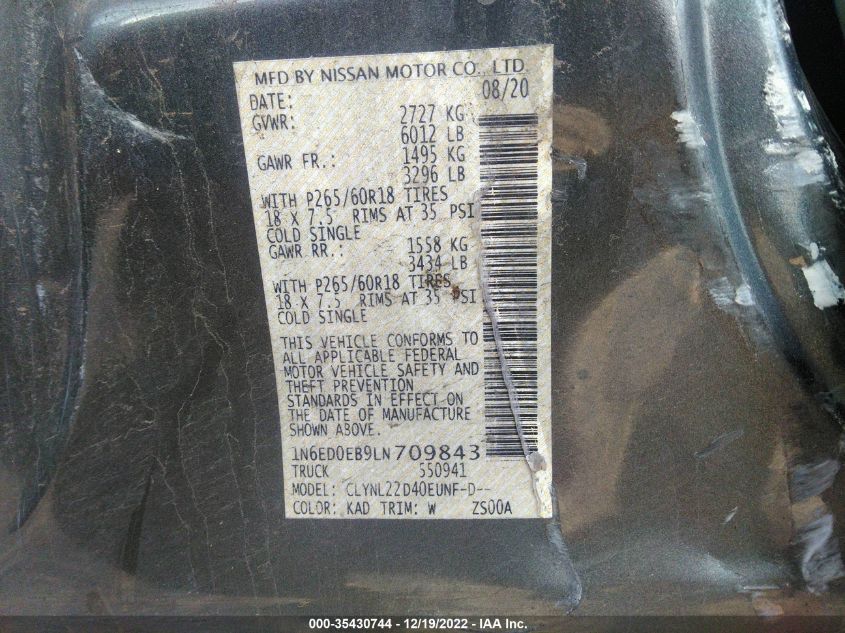 MFD BY NISSAN MOTOR CO., LTD.
DATE: 08/20
GVWR: 2727 KG
6012 LB
GAWR FR.: 1495 KG
3296 LB
WITH P265/60R18 TIRES
18 X 7.5 RIMS AT 35 PSI
COLD SINGLE
GAWR RR.: 1558 KG
3434 LB
WITH P265/60R18 TIRES
18 X 7.5 RIMS AT 35 PSI
COLD SINGLE
THIS VEHICLE CONFORMS TO
ALL APPLICABLE FEDERAL
MOTOR VEHICLE SAFETY AND
THEFT PREVENTION
STANDARDS IN EFFECT ON
THE DATE OF MANUFACTURE
SHOWN ABOVE.
1N6ED0EB9LN709843
TRUCK 550941
MODEL: CLYNL22D40EUNF-D--
COLOR: KAD TRIM: W ZS00A
000-35430744 - 12/19/2022 - IAA Inc.